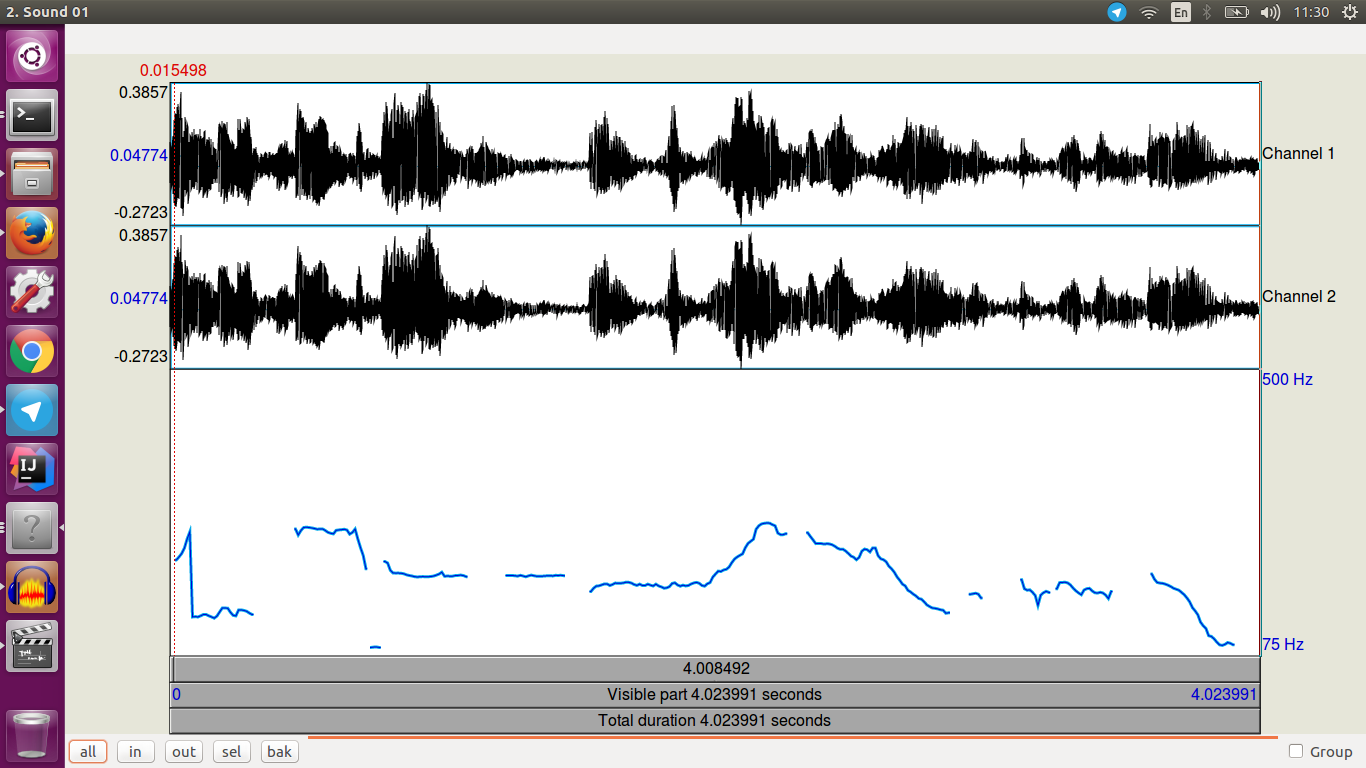 2. Sound 01
En
11:30
0.015498
0.3857
0.04774
-0.2723
Channel 1
0.3857
0.04774
-0.2723
Channel 2
500 Hz
75 Hz
4.008492
0
Visible part 4.023991 seconds
4.023991
Total duration 4.023991 seconds
all
in
out
sel
bak
Group
IJ